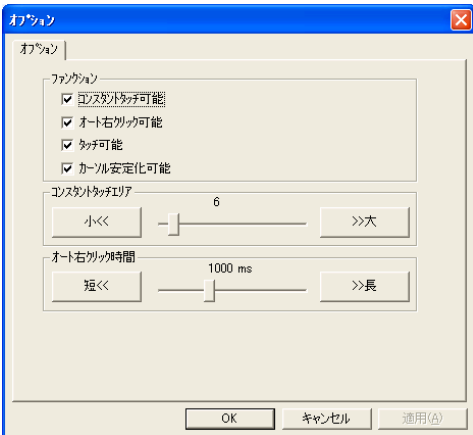 オプション
オプション
ファンクション
コンスタントタッチ可能
オート右クリック可能
タッチ可能
カーソル安定化可能
コンスタントタッチエリア
6
小<<
>>大
オート右クリック時間
1000 ms
短<<
>>長
OK
キャンセル
適用(A)